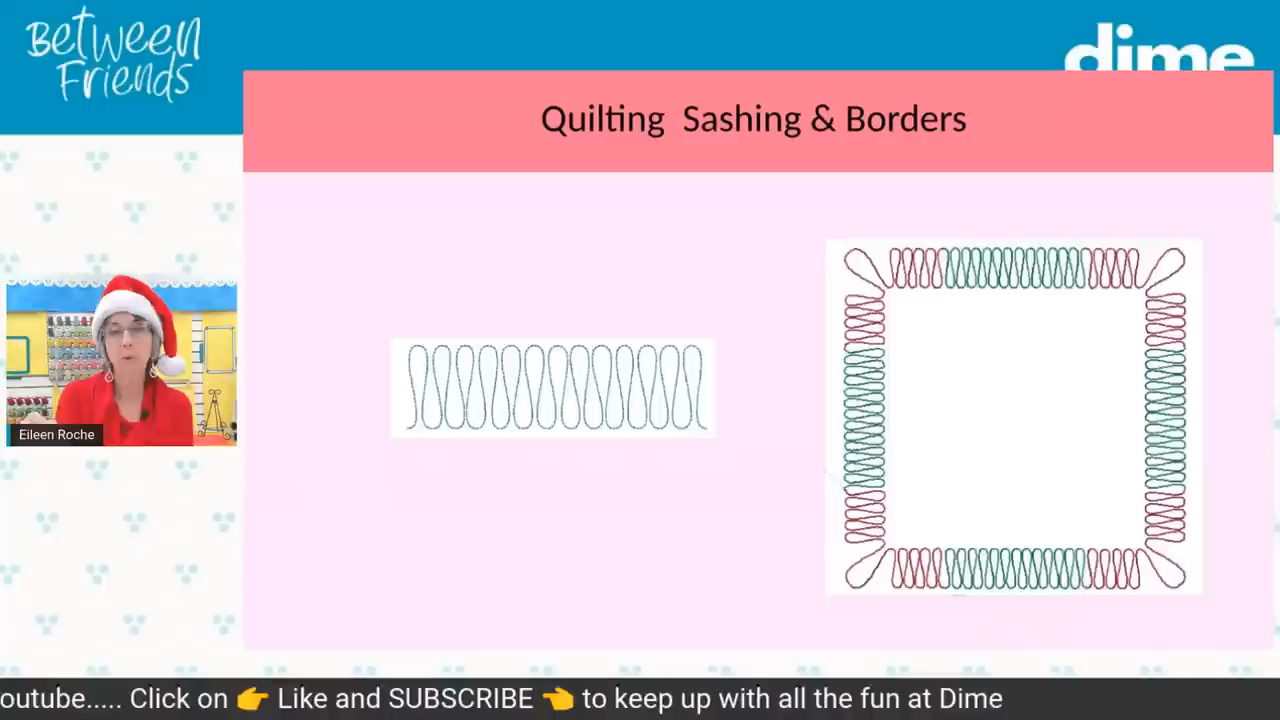 Between
Friends
dime
Quilting Sashing & Borders
Eileen Roche
outube..... Click on 👉 Like and SUBSCRIBE 👈 to keep up with all the fun at Dime